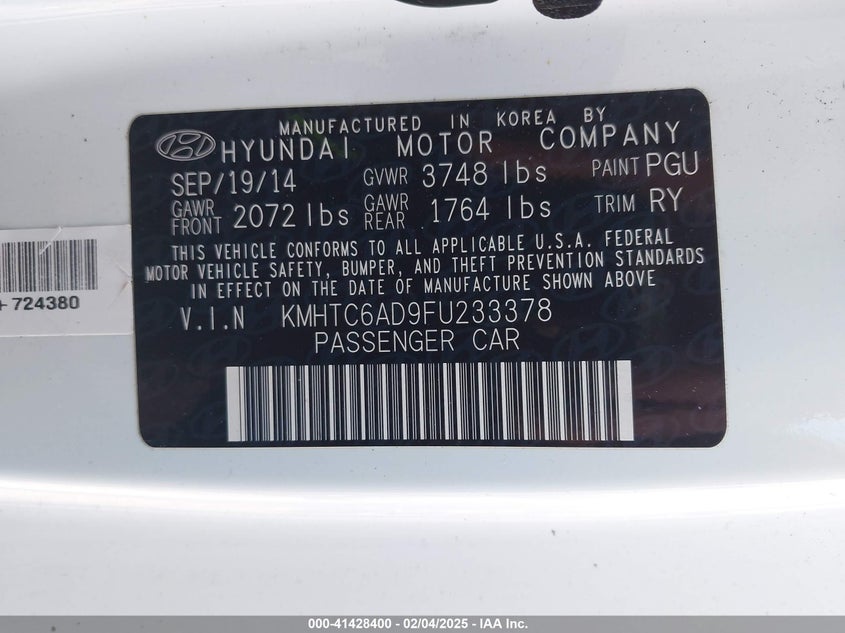 MANUFACTURED IN KOREA BY
HYUNDAI MOTOR COMPANY
SEP/19/14 GVWR 3748 lbs PAINT PGU
GAWR FRONT 2072 lbs GAWR REAR 1764 lbs TRIM RY
THIS VEHICLE CONFORMS TO ALL APPLICABLE U.S.A. FEDERAL
MOTOR VEHICLE SAFETY, BUMPER, AND THEFT PREVENTION STANDARDS
IN EFFECT ON THE DATE OF MANUFACTURE SHOWN ABOVE
+724380
V.I.N KMHTC6AD9FU233378
PASSENGER CAR
000-41428400 - 02/04/2025 - IAA Inc.